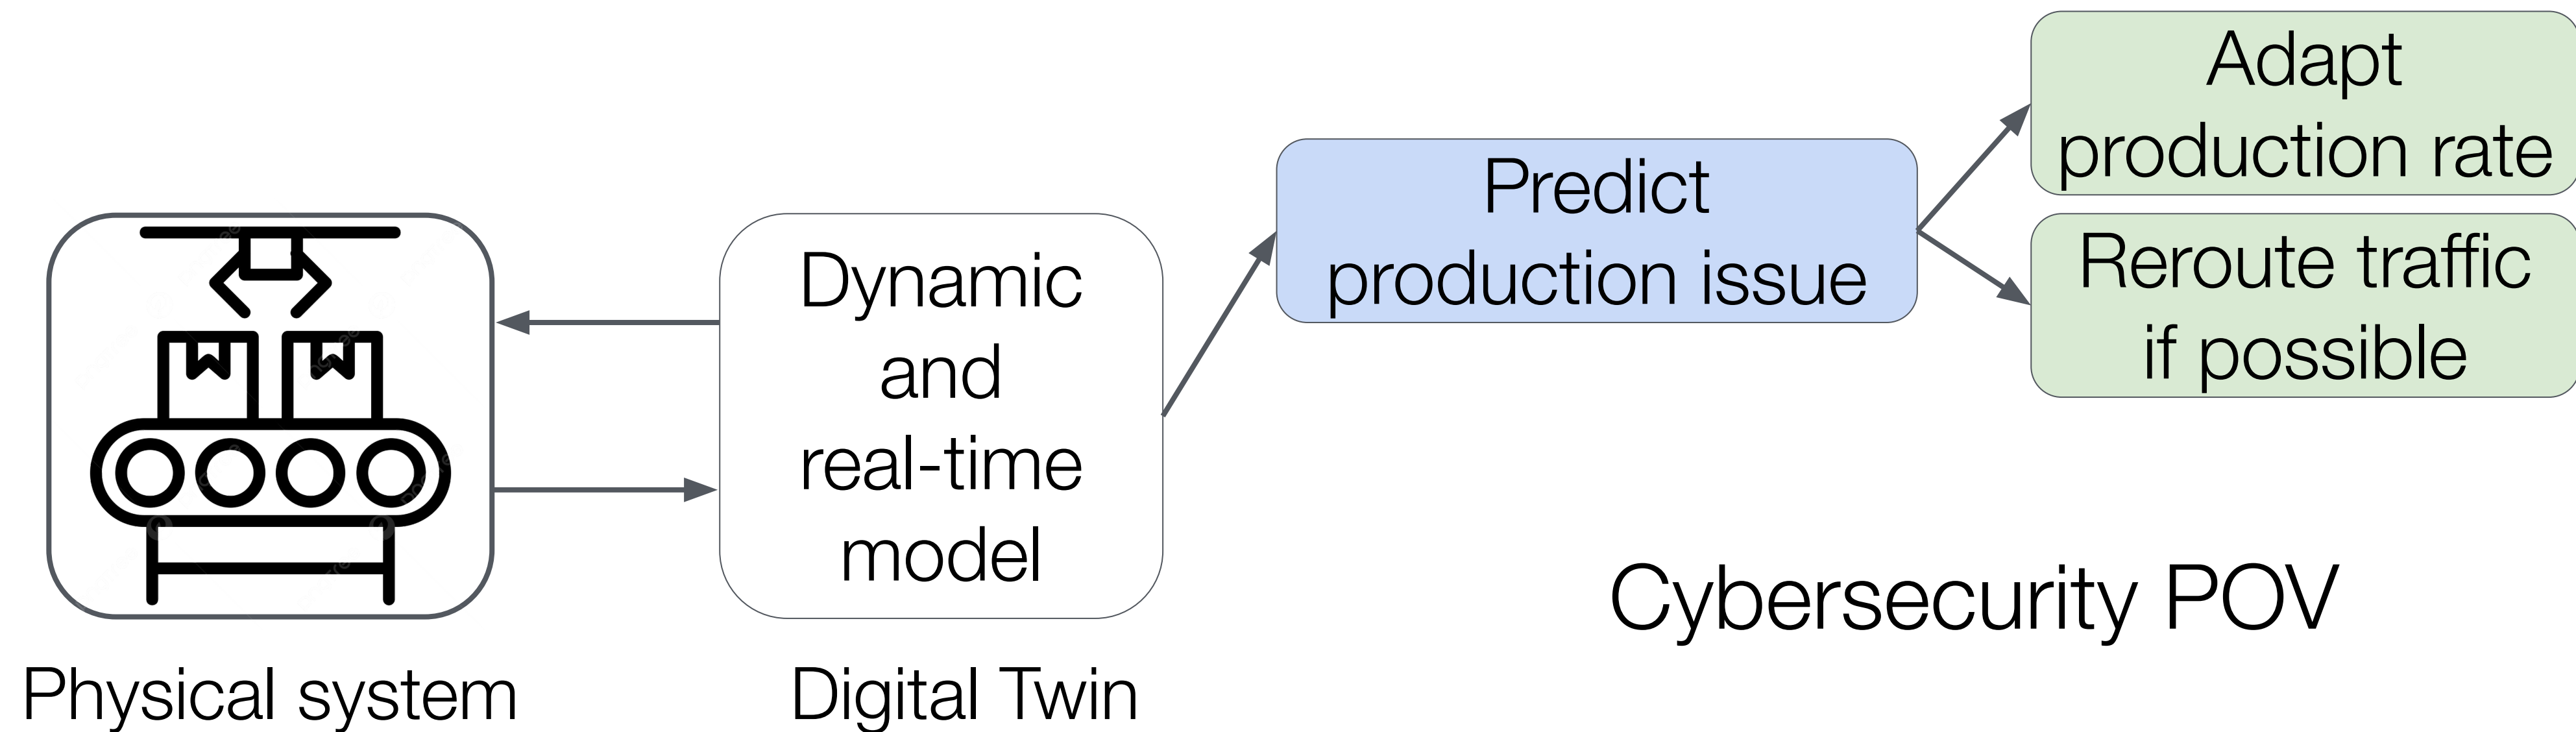 Adapt
production rate
Predict
production issue
Reroute traffic
if possible
Dynamic
and
real-time
model
Cybersecurity POV
Physical system
Digital Twin